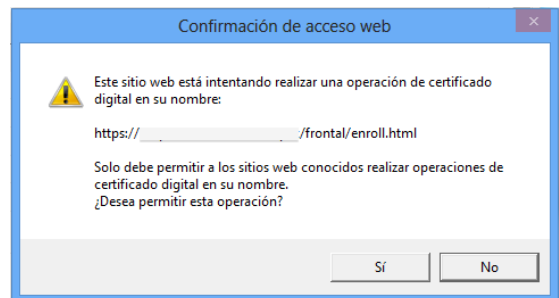 Confirmación de acceso web
Este sitio web está intentando realizar una operación de certificado
digital en su nombre:
https:// /frontal/enroll.html
Solo debe permitir a los sitios web conocidos realizar operaciones de
certificado digital en su nombre.
¿Desea permitir esta operación?
Sí No